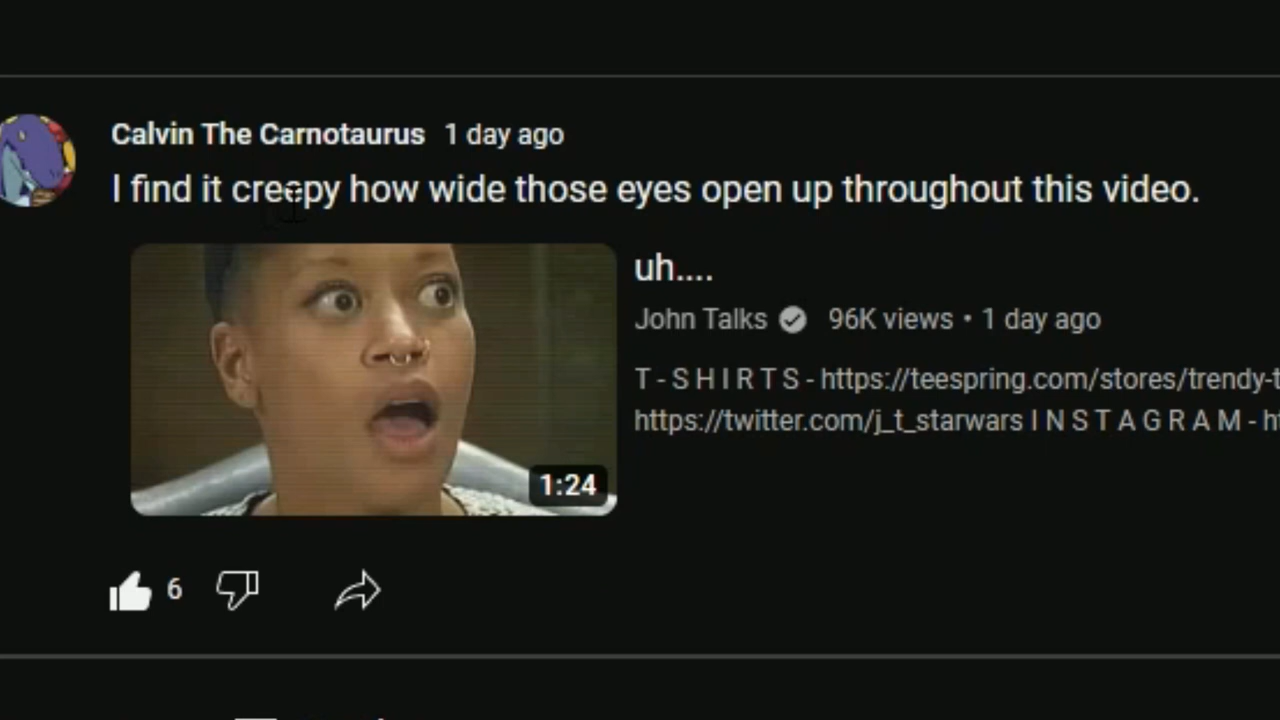 Calvin The Carnotaurus 1 day ago
I find it creepy how wide those eyes open up throughout this video.
uh....
John Talks 96K views • 1 day ago
T - S H I R T S - https://teespring.com/stores/trendy-t
https://twitter.com/j_t_starwars I N S T A G R A M - h
1:24
6